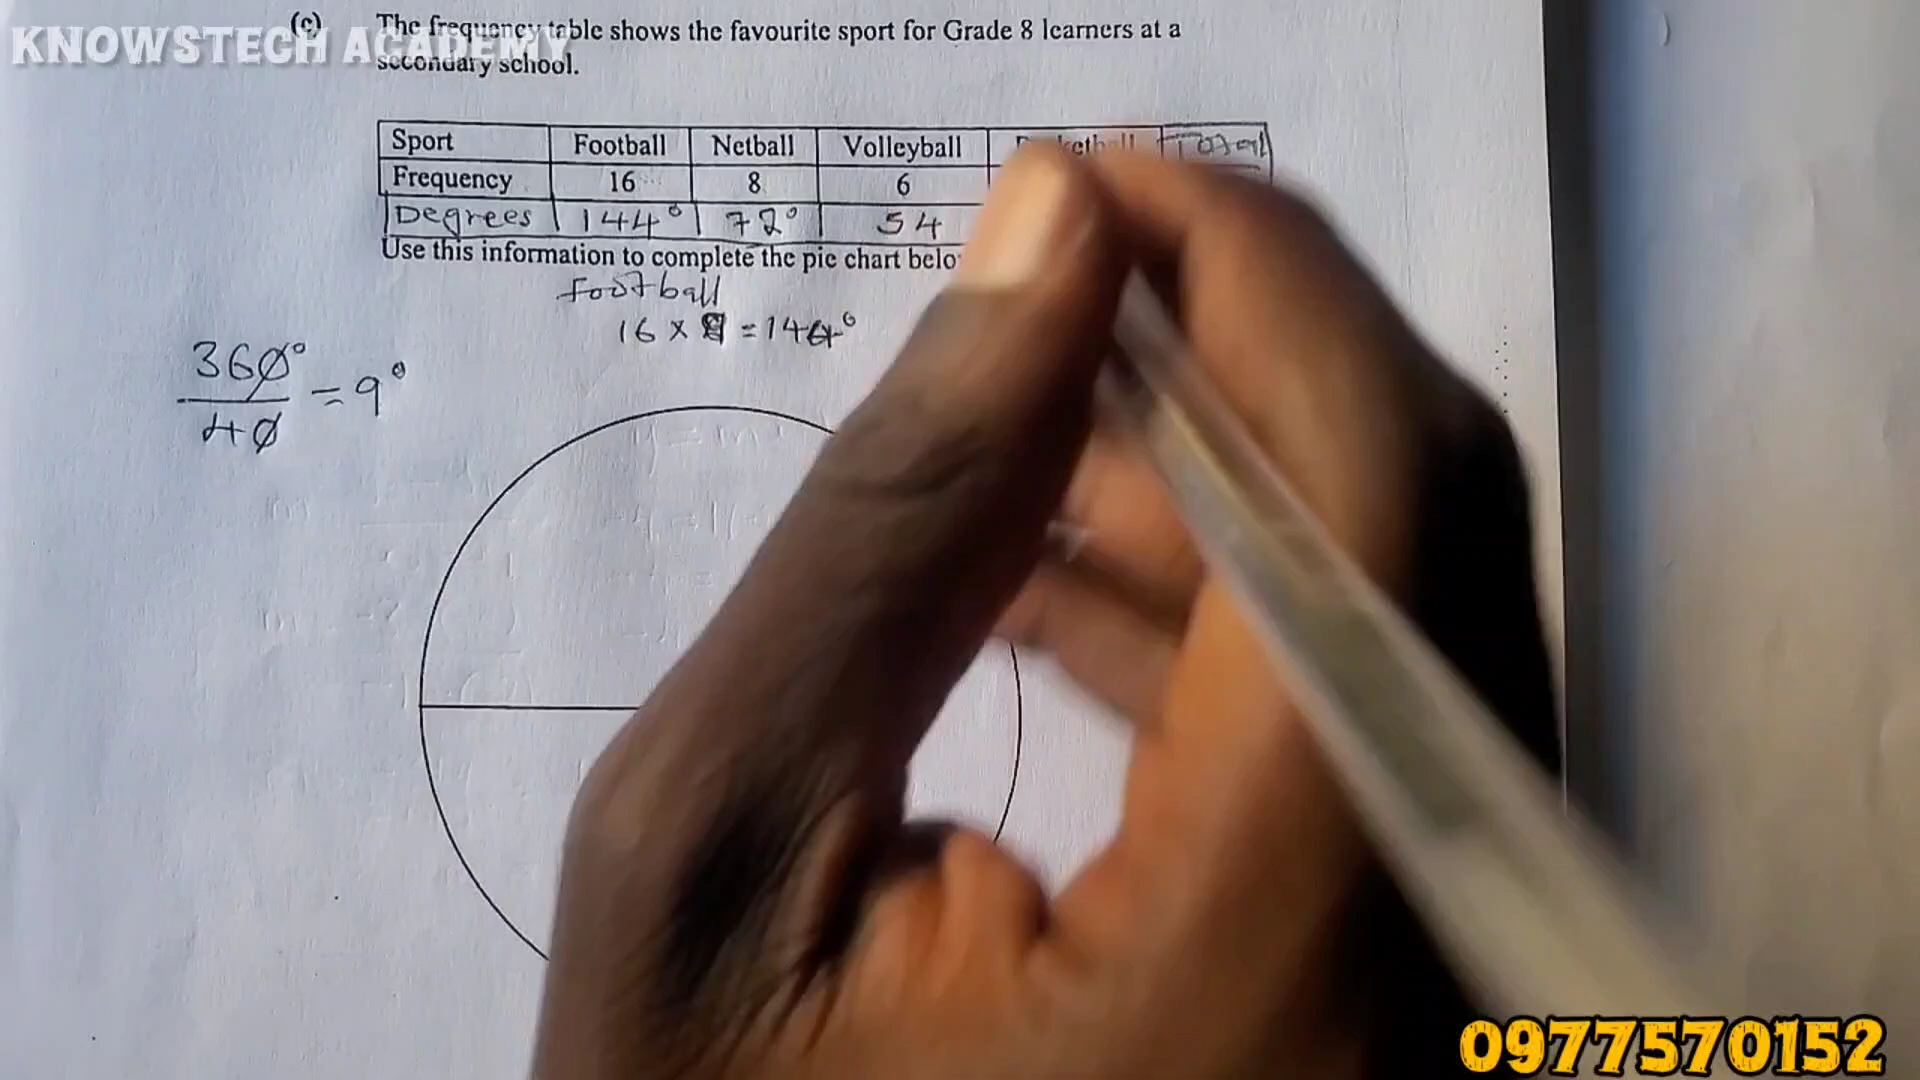 KNOWSTECH ACADEMY
(c) The frequency table shows the favourite sport for Grade 8 learners at a
secondary school.
Sport Football Netball Volleyball Basketball Total
Frequency 16 8 6
Degrees 144° 72° 54
Use this information to complete the pie chart belo
football
16 × 9 = 144°
360°
40
= 9°
0977570152